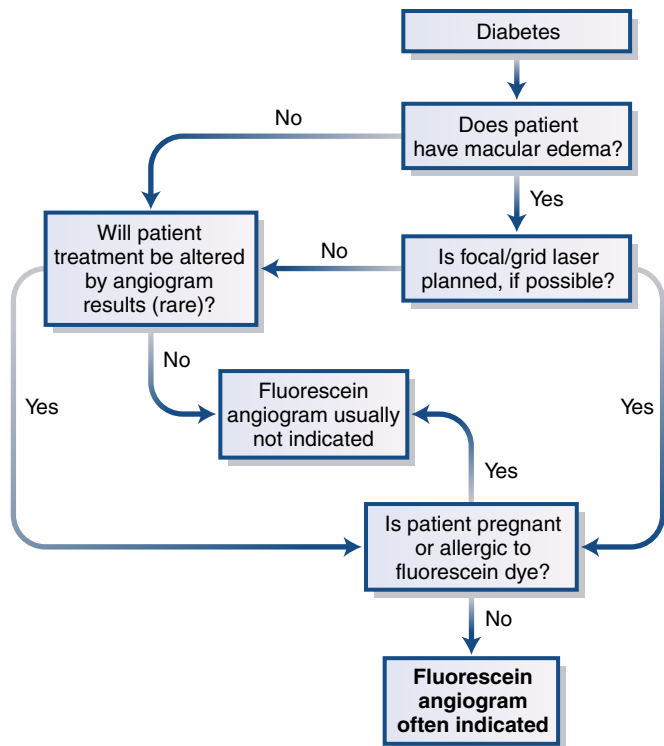 Diabetes
Does patient
have macular edema?
No
Yes
Will patient
treatment be altered
by angiogram
results (rare)?
No
Is focal/grid laser
planned, if possible?
No
Fluorescein
angiogram usually
not indicated
Yes
Yes
Yes
Is patient pregnant
or allergic to
fluorescein dye?
No
Fluorescein
angiogram
often indicated